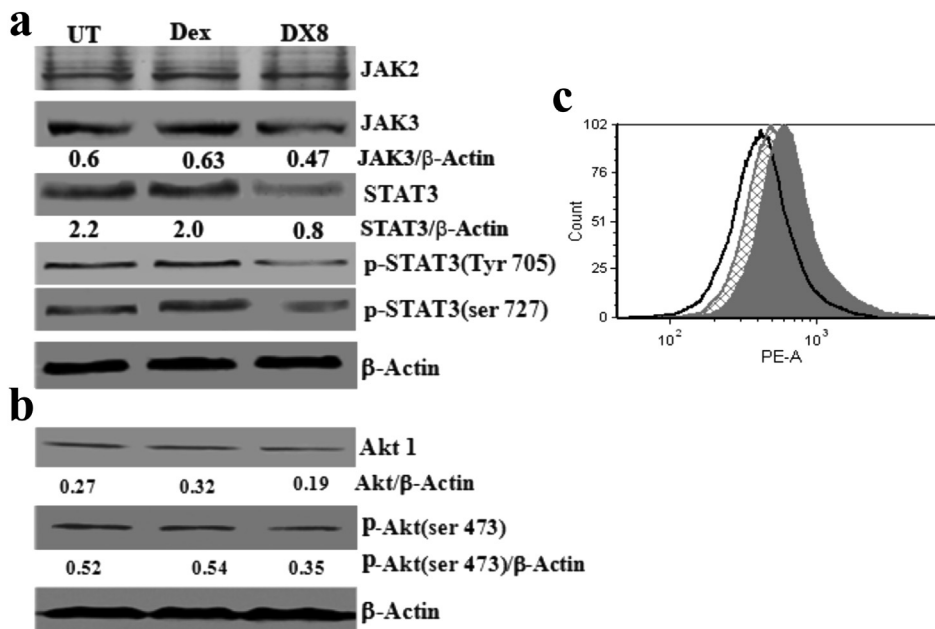 a
UT Dex DX8
JAK2
JAK3
0.6 0.63 0.47 JAK3/β-Actin
STAT3
2.2 2.0 0.8 STAT3/β-Actin
p-STAT3(Tyr 705)
p-STAT3(ser 727)
β-Actin
b
Akt 1
0.27 0.32 0.19 Akt/β-Actin
p-Akt(ser 473)
0.52 0.54 0.35 p-Akt(ser 473)/β-Actin
β-Actin
c
102
76
51
25
0
Count
10² 10³
PE-A